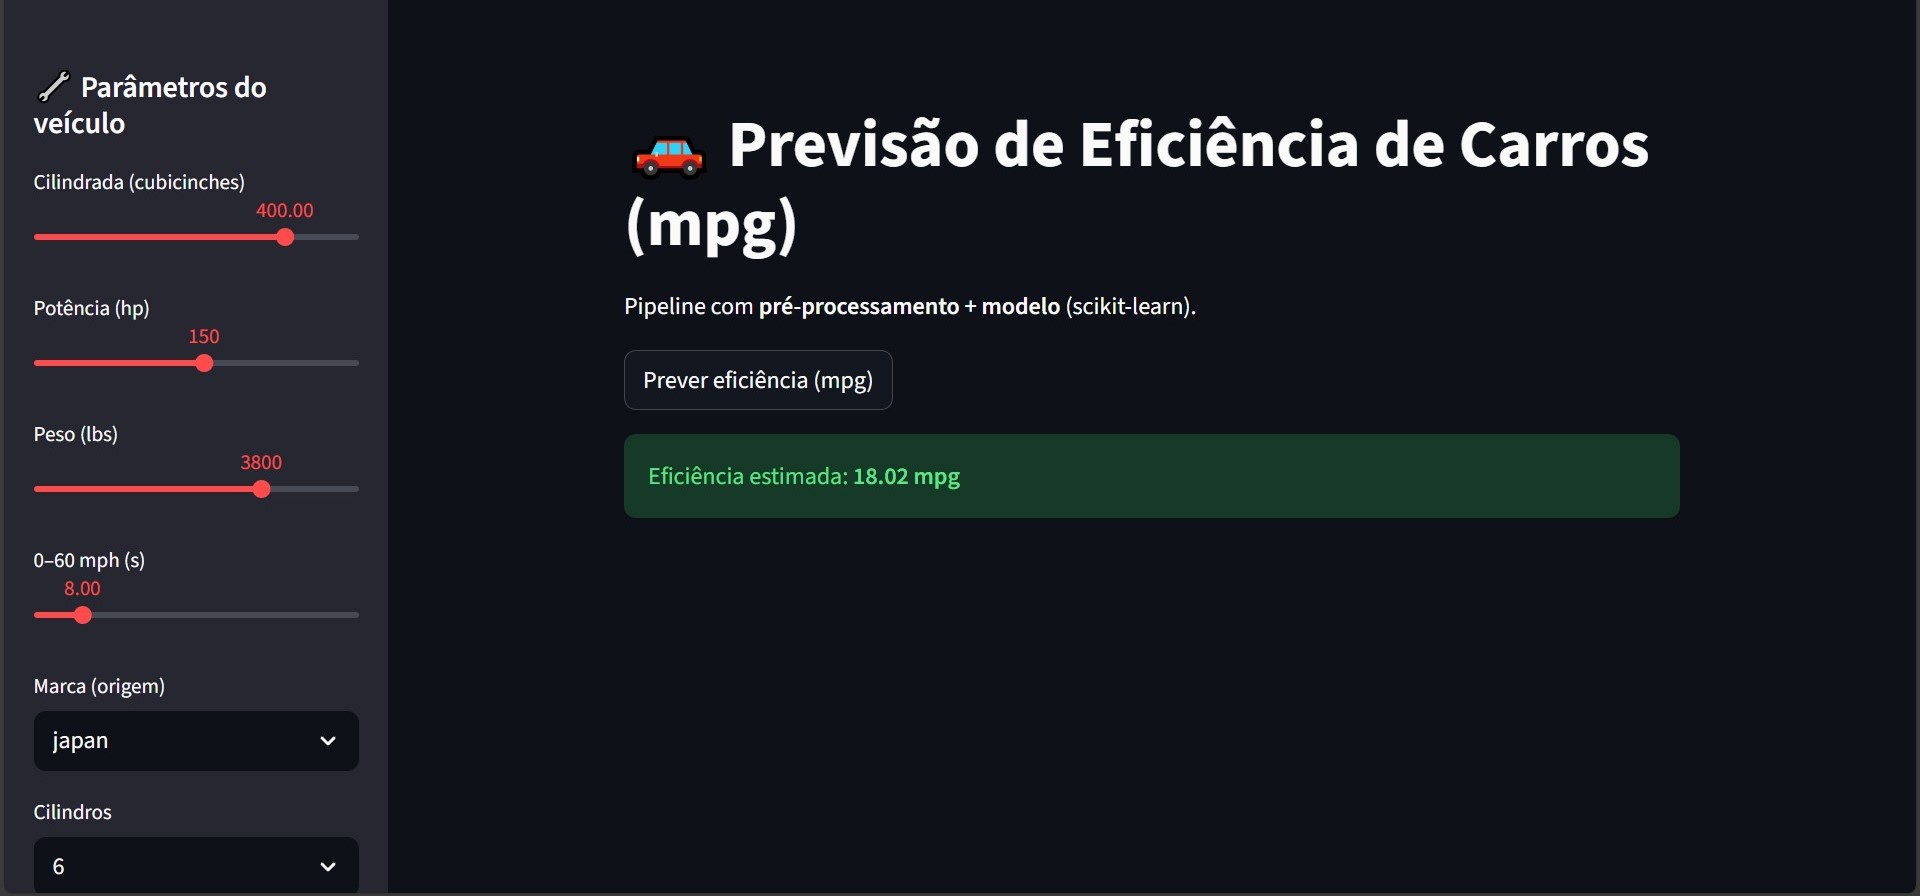 Parâmetros do
veículo
Cilindrada (cubicinches)
400.00
Potência (hp)
150
Peso (lbs)
3800
0–60 mph (s)
8.00
Marca (origem)
japan
Cilindros
6
Previsão de Eficiência de Carros
(mpg)
Pipeline com pré-processamento + modelo (scikit-learn).
Prever eficiência (mpg)
Eficiência estimada: 18.02 mpg